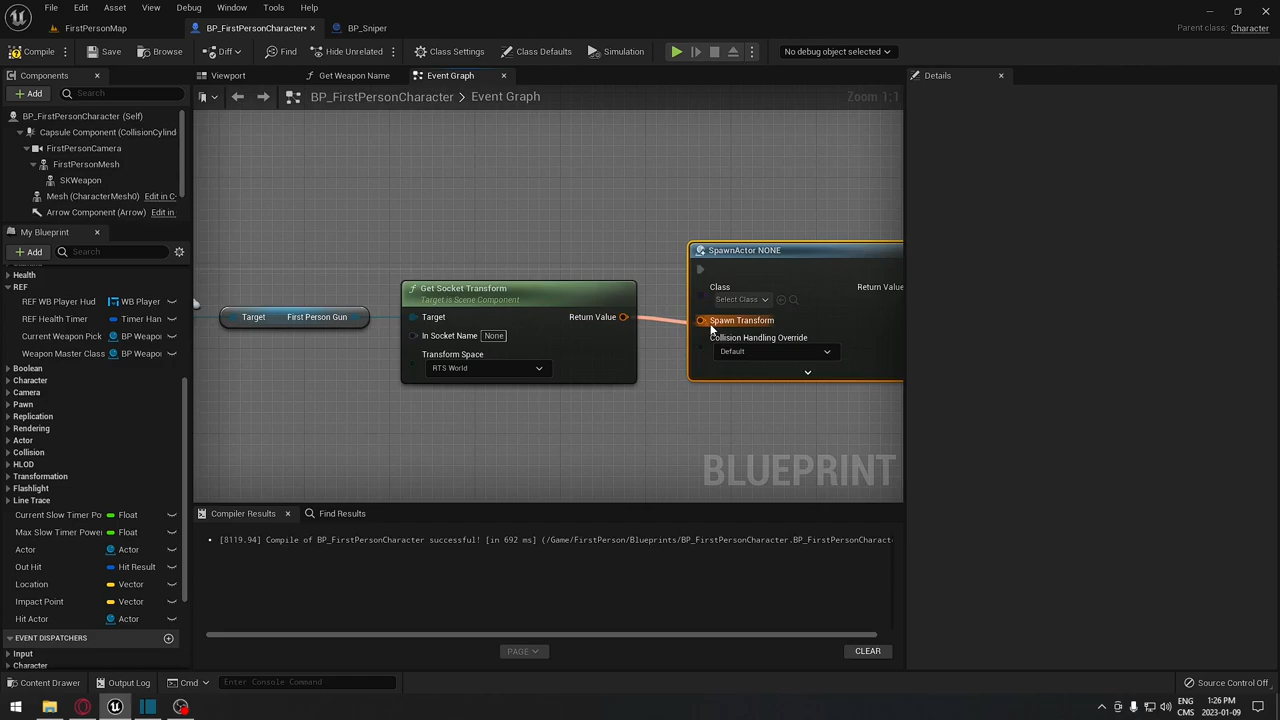 File Edit Asset View Debug Window Tools Help
FirstPersonMap BP_FirstPersonCharacter• BP_Sniper Parent class: Character
Compile Save Browse Diff Find Hide Unrelated Class Settings Class Defaults Simulation No debug object selected
Components Viewport Get Weapon Name Event Graph Details
Add Search BP_FirstPersonCharacter > Event Graph Zoom 1:1
BP_FirstPersonCharacter (Self)
Capsule Component (CollisionCylind
FirstPersonCamera
FirstPersonMesh
SKWeapon
Mesh (CharacterMesh0) Edit in C
Arrow Component (Arrow) Edit in
My Blueprint
Add Search
Health
REF
REF WB Player Hud WB Player
REF Health Timer Timer Han
Current Weapon Pick BP Weapo
Weapon Master Class BP Weapo
Boolean
Character
Camera
Pawn
Replication
Rendering
Actor
Collision
HLOD
Transformation
Flashlight
Line Trace
Current Slow Timer Po Float
Max Slow Timer Power Float
Actor Actor
Out Hit Hit Result
Location Vector
Impact Point Vector
Hit Actor Actor
EVENT DISPATCHERS
Input
Character
Target First Person Gun
Get Socket Transform
Target is Scene Component
Target Return Value
In Socket Name None
Transform Space
RTS World
SpawnActor NONE
Class Return Value
Select Class
Spawn Transform
Collision Handling Override
Default
BLUEPRINT
Compiler Results Find Results
• [8119.94] Compile of BP_FirstPersonCharacter successful! [in 692 ms] (/Game/FirstPerson/Blueprints/BP_FirstPersonCharacter.BP_FirstPersonCharacte
PAGE CLEAR
Content Drawer Output Log Cmd Enter Console Command Source Control Off
ENG
CMS
1:26 PM
2023-01-09